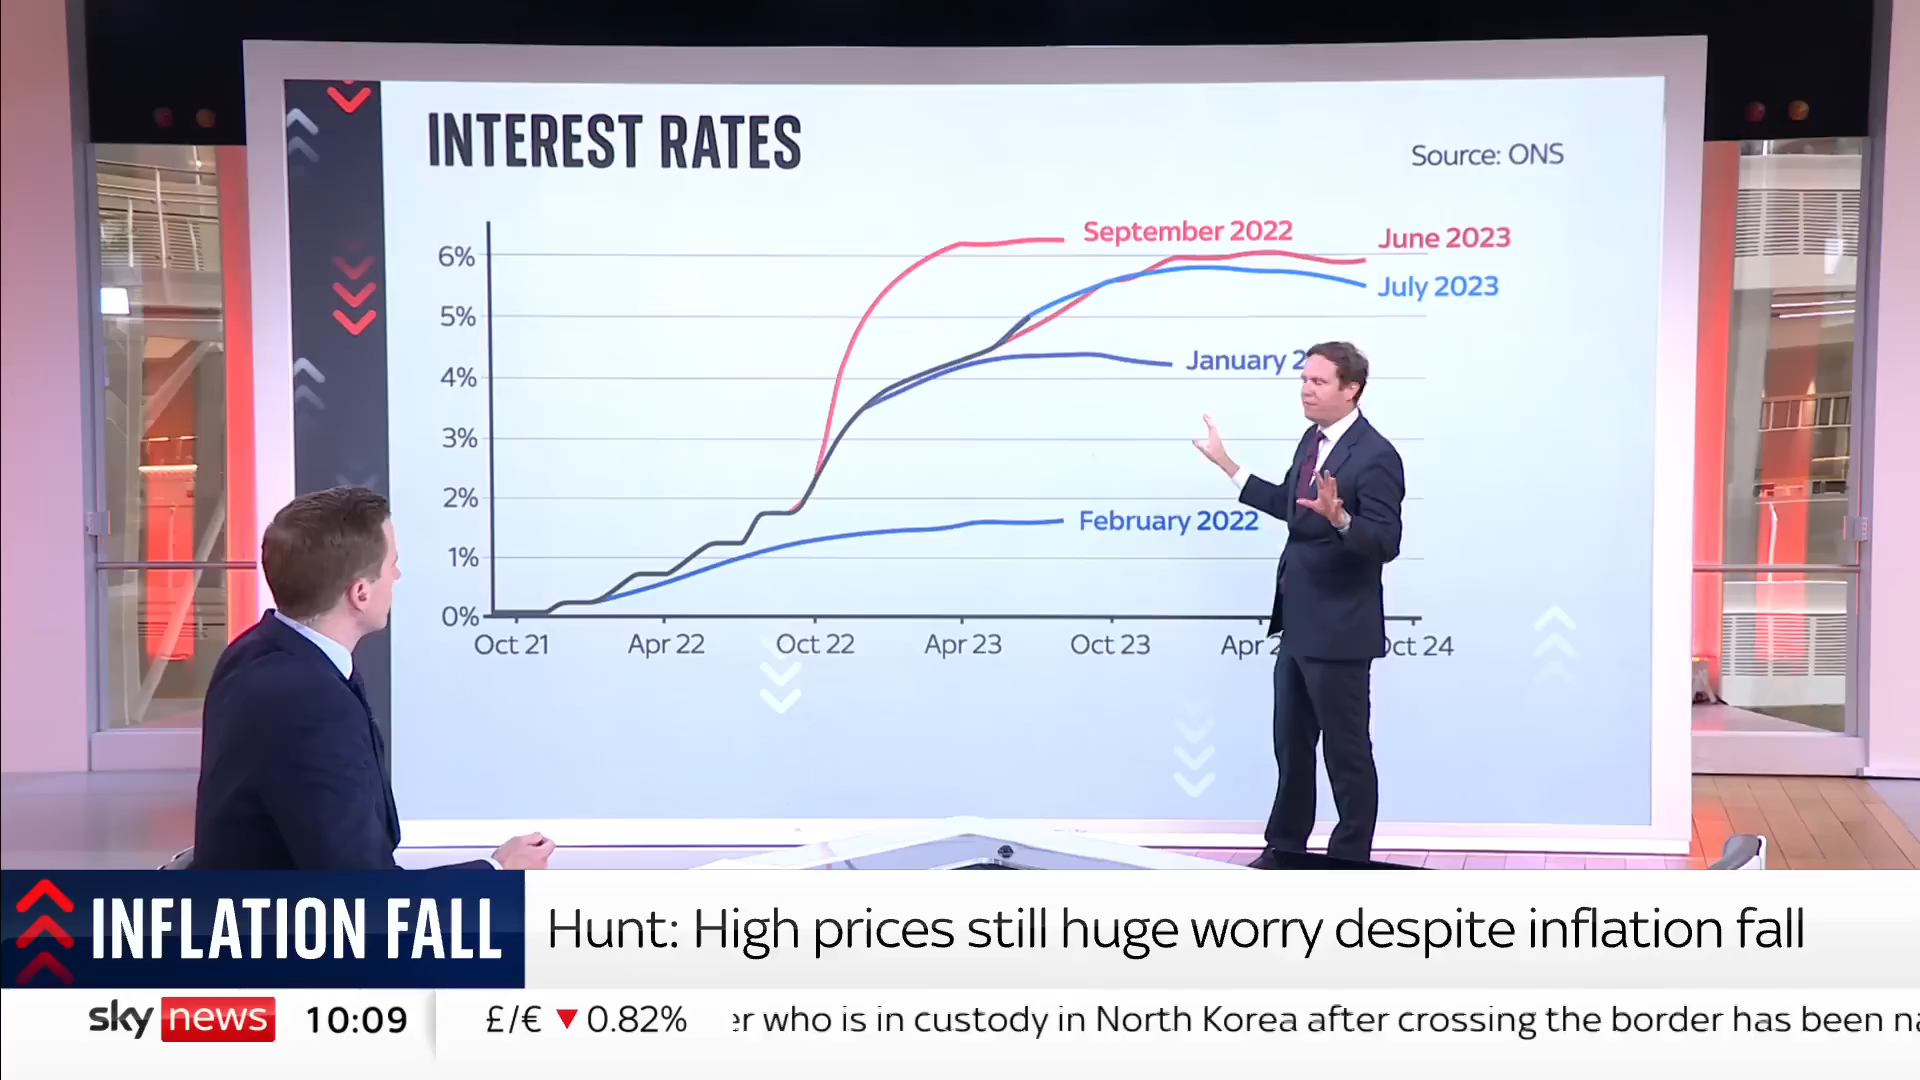 INTEREST RATES
Source: ONS
September 2022
June 2023
6%
July 2023
5%
January
4%
3%
2%
February 2022
1%
0%
Oct 21 Apr 22 Oct 22 Apr 23 Oct 23 Apr 24
INFLATION FALL
Hunt: High prices still huge worry despite inflation fall
sky news 10:09 £/€ ▼ 0.82% who is in custody in North Korea after crossing the border has been